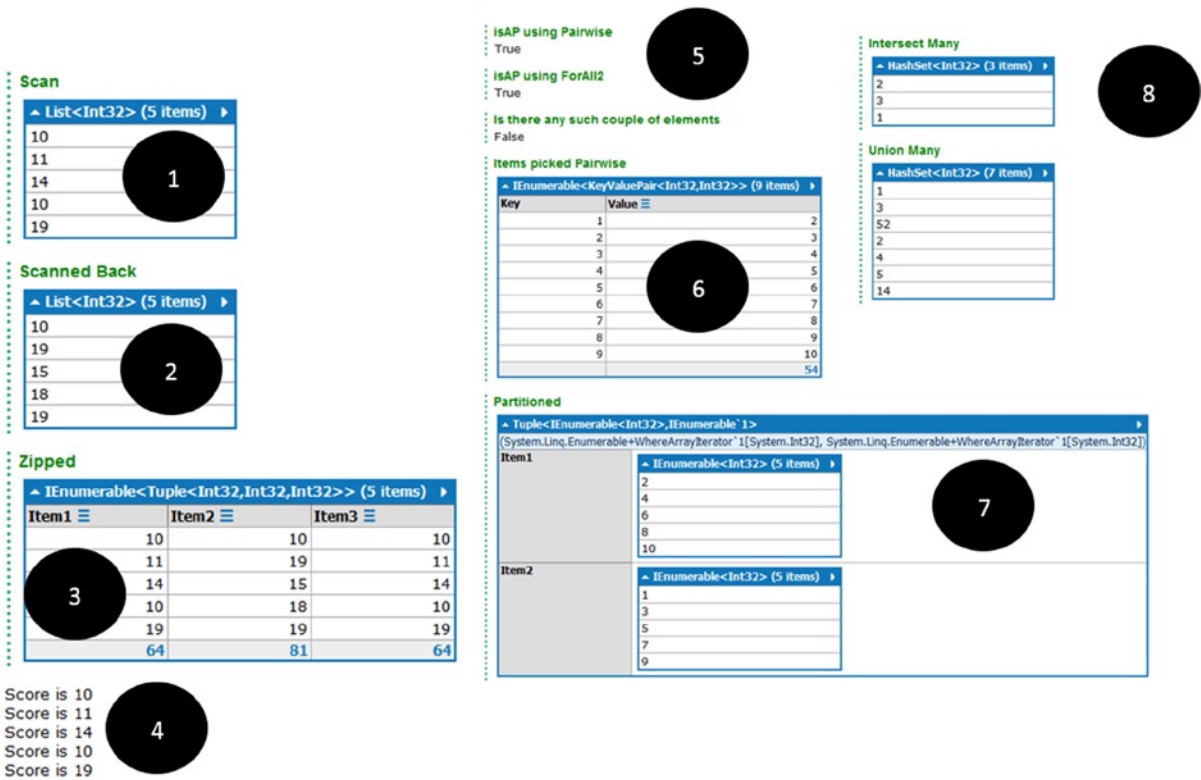 Scan
▲ List<Int32> (5 items) ▶
10
11
14
10
19
1
Scanned Back
▲ List<Int32> (5 items) ▶
10
19
15
18
19
2
Zipped
▲ IEnumerable<Tuple<Int32,Int32,Int32>> (5 items) ▶
Item1 ☰ Item2 ☰ Item3 ☰
10 10 10
11 19 11
14 15 14
10 18 10
19 19 19
64 81 64
3
Score is 10
Score is 11
Score is 14
Score is 10
Score is 19
4
isAP using Pairwise
True
isAP using ForAll2
True
5
Is there any such couple of elements
False
Items picked Pairwise
▲ IEnumerable<KeyValuePair<Int32,Int32>> (9 items) ▶
Key Value ☰
1 2
2 3
3 4
4 5
5 6
6 7
7 8
8 9
9 10
54
6
Partitioned
▲ Tuple<IEnumerable<Int32>,IEnumerable`1> ▶
(System.Linq.Enumerable+WhereArrayIterator`1[System.Int32], System.Linq.Enumerable+WhereArrayIterator`1[System.Int32])
Item1
▲ IEnumerable<Int32> (5 items) ▶
2
4
6
8
10
7
Item2
▲ IEnumerable<Int32> (5 items) ▶
1
3
5
7
9
Intersect Many
▲ HashSet<Int32> (3 items) ▶
2
3
1
8
Union Many
▲ HashSet<Int32> (7 items) ▶
1
3
52
2
4
5
14